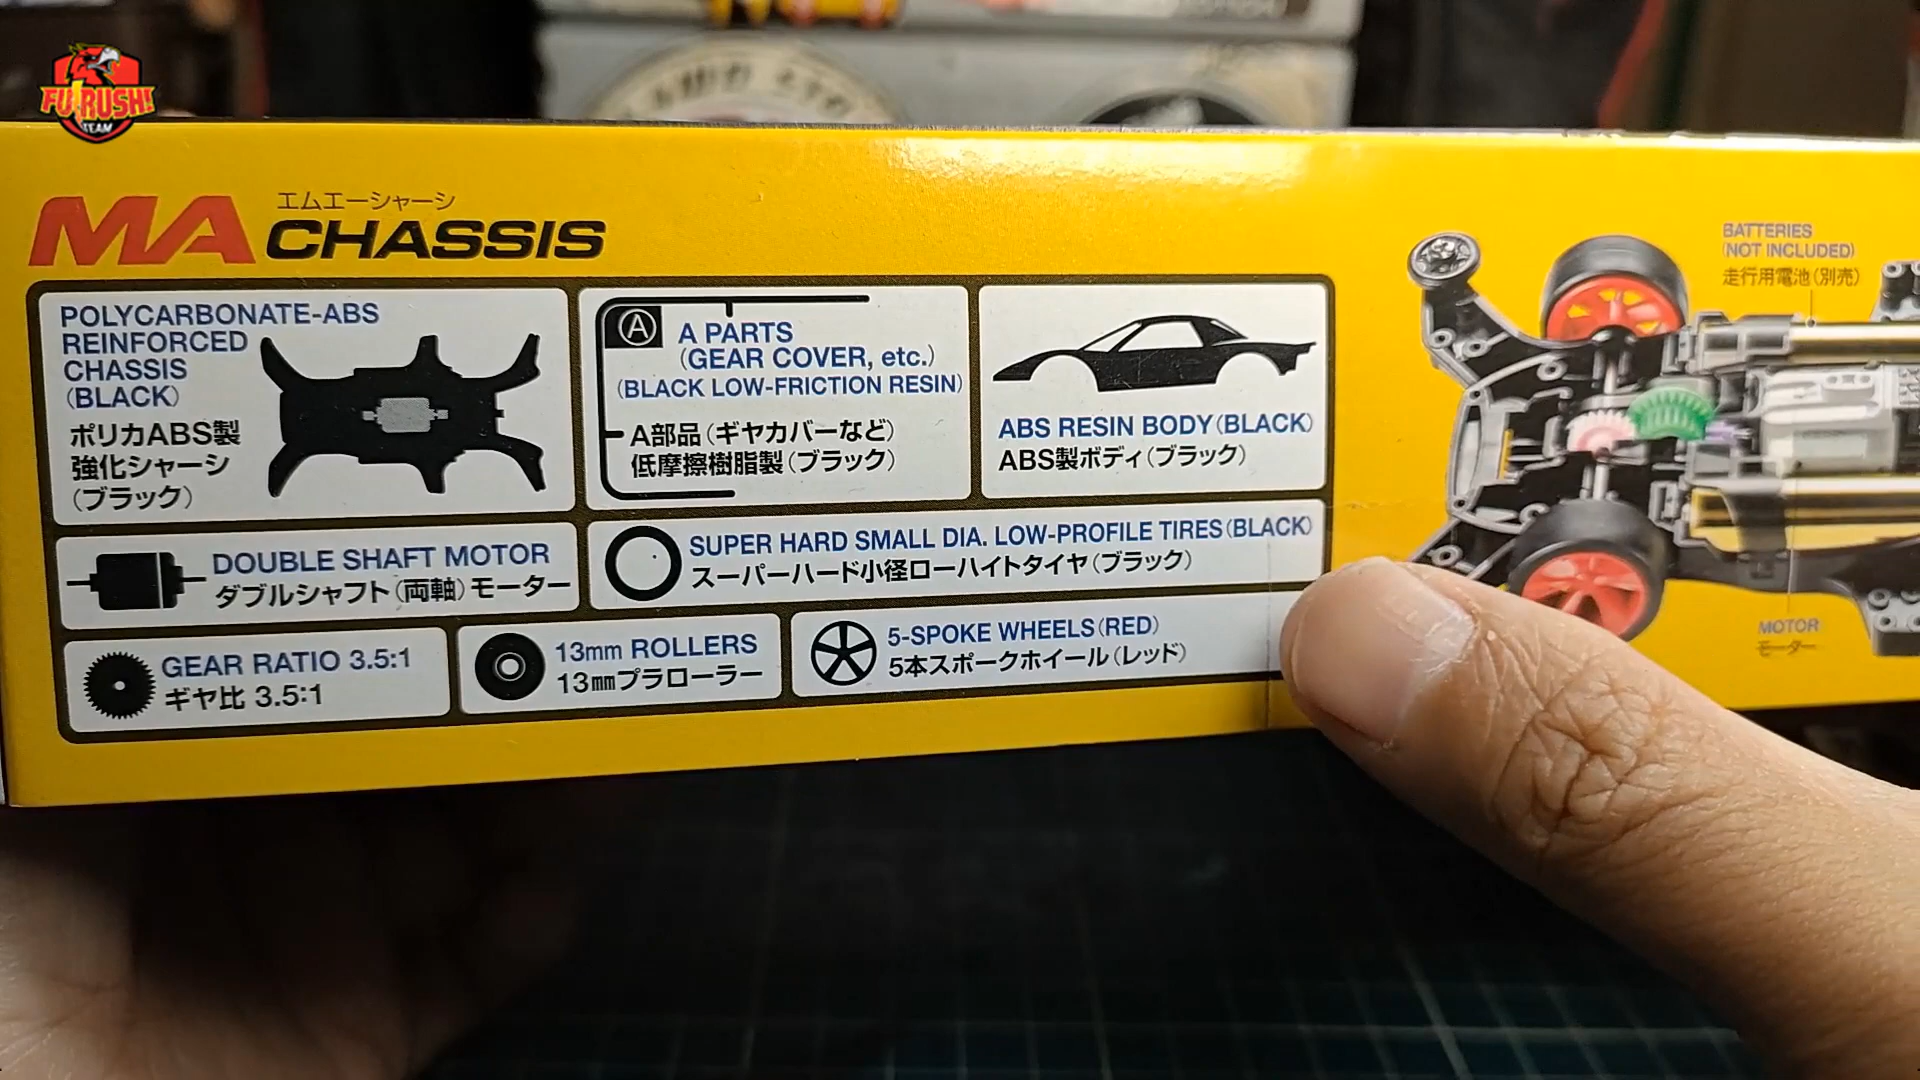 FU RUSH!
TEAM
エムエーシャーシ
MA CHASSIS
POLYCARBONATE-ABS
REINFORCED
CHASSIS
(BLACK)
ポリカABS製
強化シャーシ
(ブラック)
A
A PARTS
(GEAR COVER, etc.)
(BLACK LOW-FRICTION RESIN)
A部品(ギヤカバーなど)
低摩擦樹脂製(ブラック)
ABS RESIN BODY(BLACK)
ABS製ボディ(ブラック)
DOUBLE SHAFT MOTOR
ダブルシャフト(両軸)モーター
SUPER HARD SMALL DIA. LOW-PROFILE TIRES(BLACK)
スーパーハード小径ローハイトタイヤ(ブラック)
GEAR RATIO 3.5:1
ギヤ比 3.5:1
13mm ROLLERS
13mmプラローラー
5-SPOKE WHEELS(RED)
5本スポークホイール(レッド)
BATTERIES
(NOT INCLUDED)
走行用電池(別売)
MOTOR
モーター